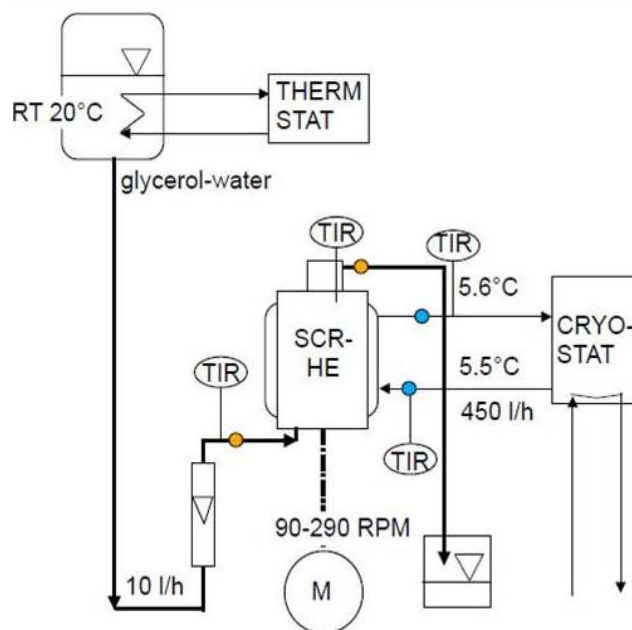 THERM
STAT
RT 20°C
glycerol-water
TIR
TIR
5.6°C
SCR-
HE
CRYO-
STAT
TIR
5.5°C
450 l/h
TIR
90-290 RPM
10 l/h
M